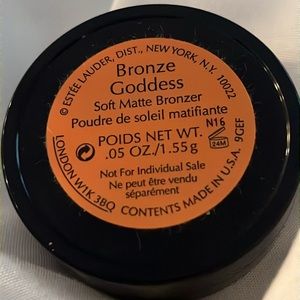 © ESTÉE LAUDER, DIST., NEW YORK, N.Y. 10022
Bronze
Goddess
Soft Matte Bronzer
Poudre de soleil matifiante
N16
POIDS NET WT.
.05 OZ./1.55 g
24M
Not For Individual Sale
Ne peut être vendu
séparément
LONDON W1K 3BQ
CONTENTS MADE IN U.S.A. 9GEF